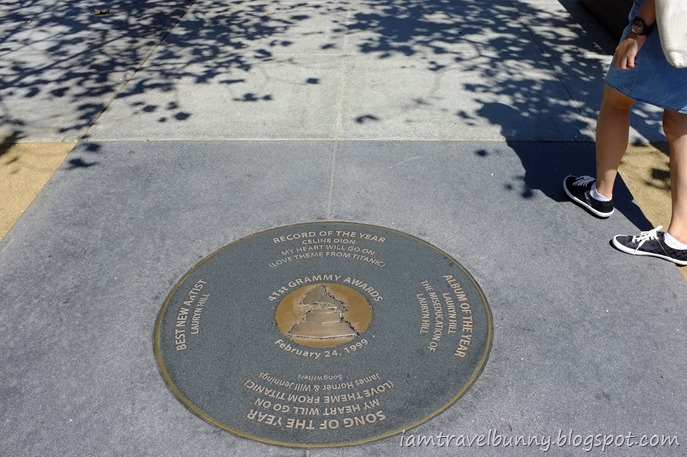 RECORD OF THE YEAR
CELINE DION
MY HEART WILL GO ON
(LOVE THEME FROM TITANIC)
BEST NEW ARTIST
LAURYN HILL
41st GRAMMY AWARDS
February 24, 1999
ALBUM OF THE YEAR
LAURYN HILL
THE MISEDUCATION OF
LAURYN HILL
SONG OF THE YEAR
MY HEART WILL GO ON
(LOVE THEME FROM TITANIC)
James Horner & Will Jennings
Songwriters
iamtravelbunny.blogspot.com